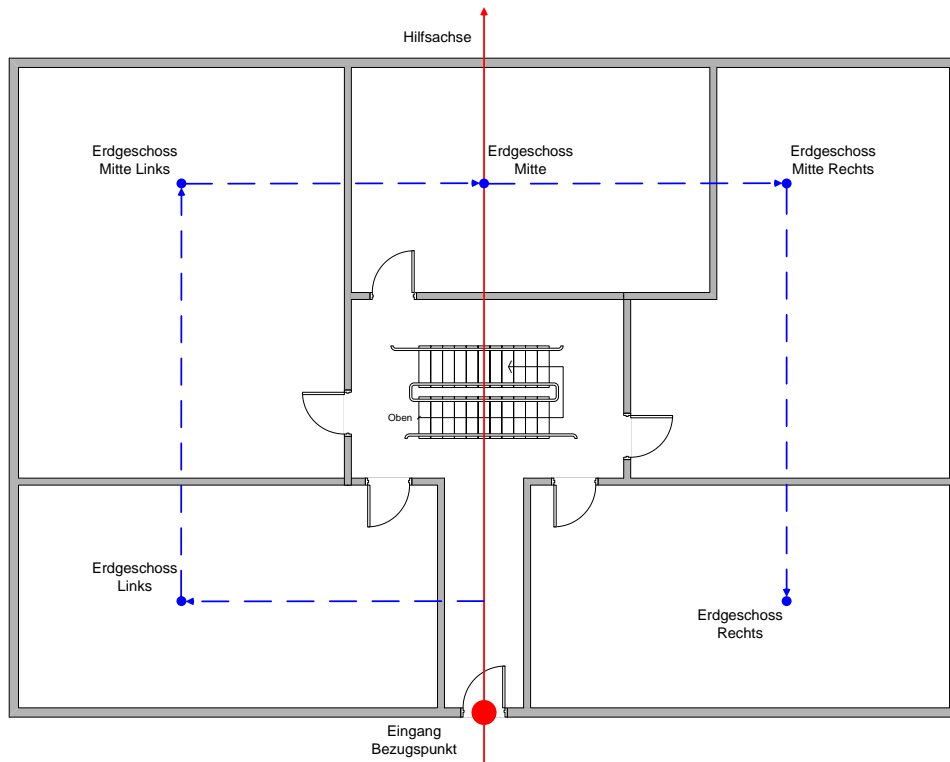 Hilfsachse
Erdgeschoss
Mitte Links
Erdgeschoss
Mitte
Erdgeschoss
Mitte Rechts
Oben
Erdgeschoss
Links
Erdgeschoss
Rechts
Eingang
Bezugspunkt